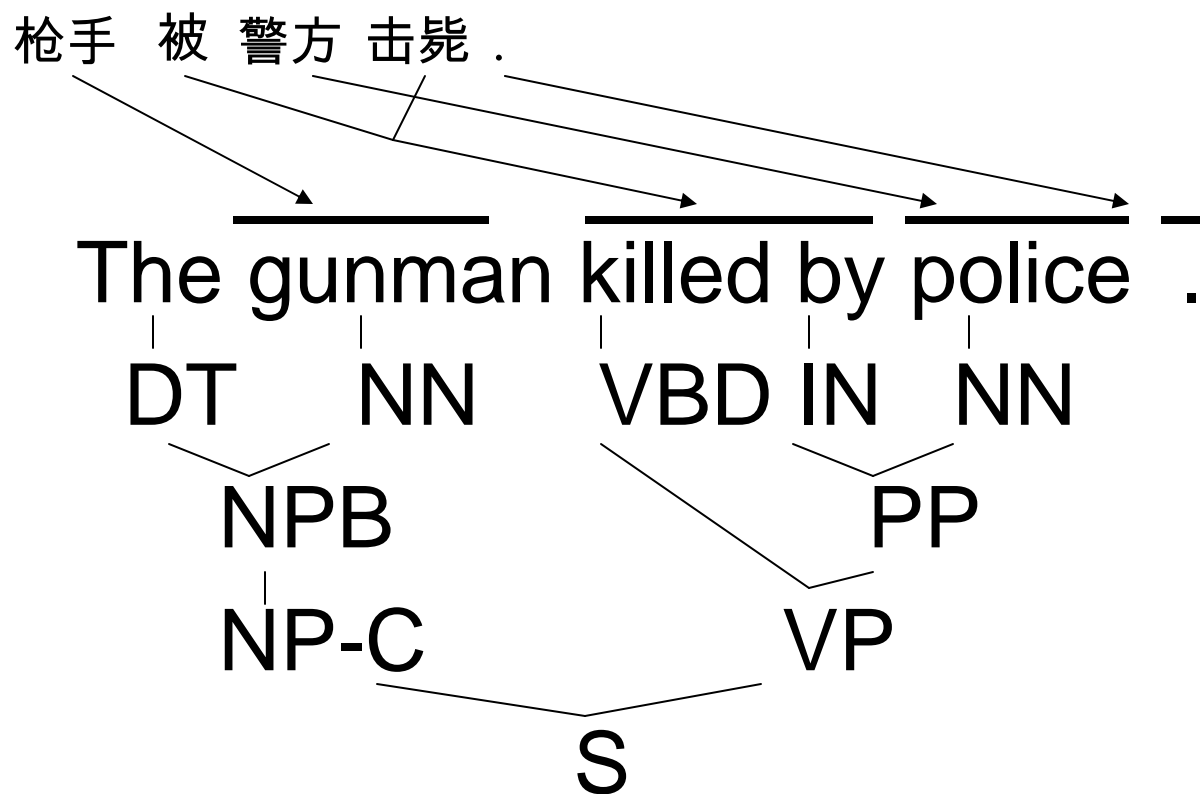 枪手 被 警方 击毙 .
The gunman killed by police .
DT NN VBD IN NN
NPB PP
NP-C VP
S